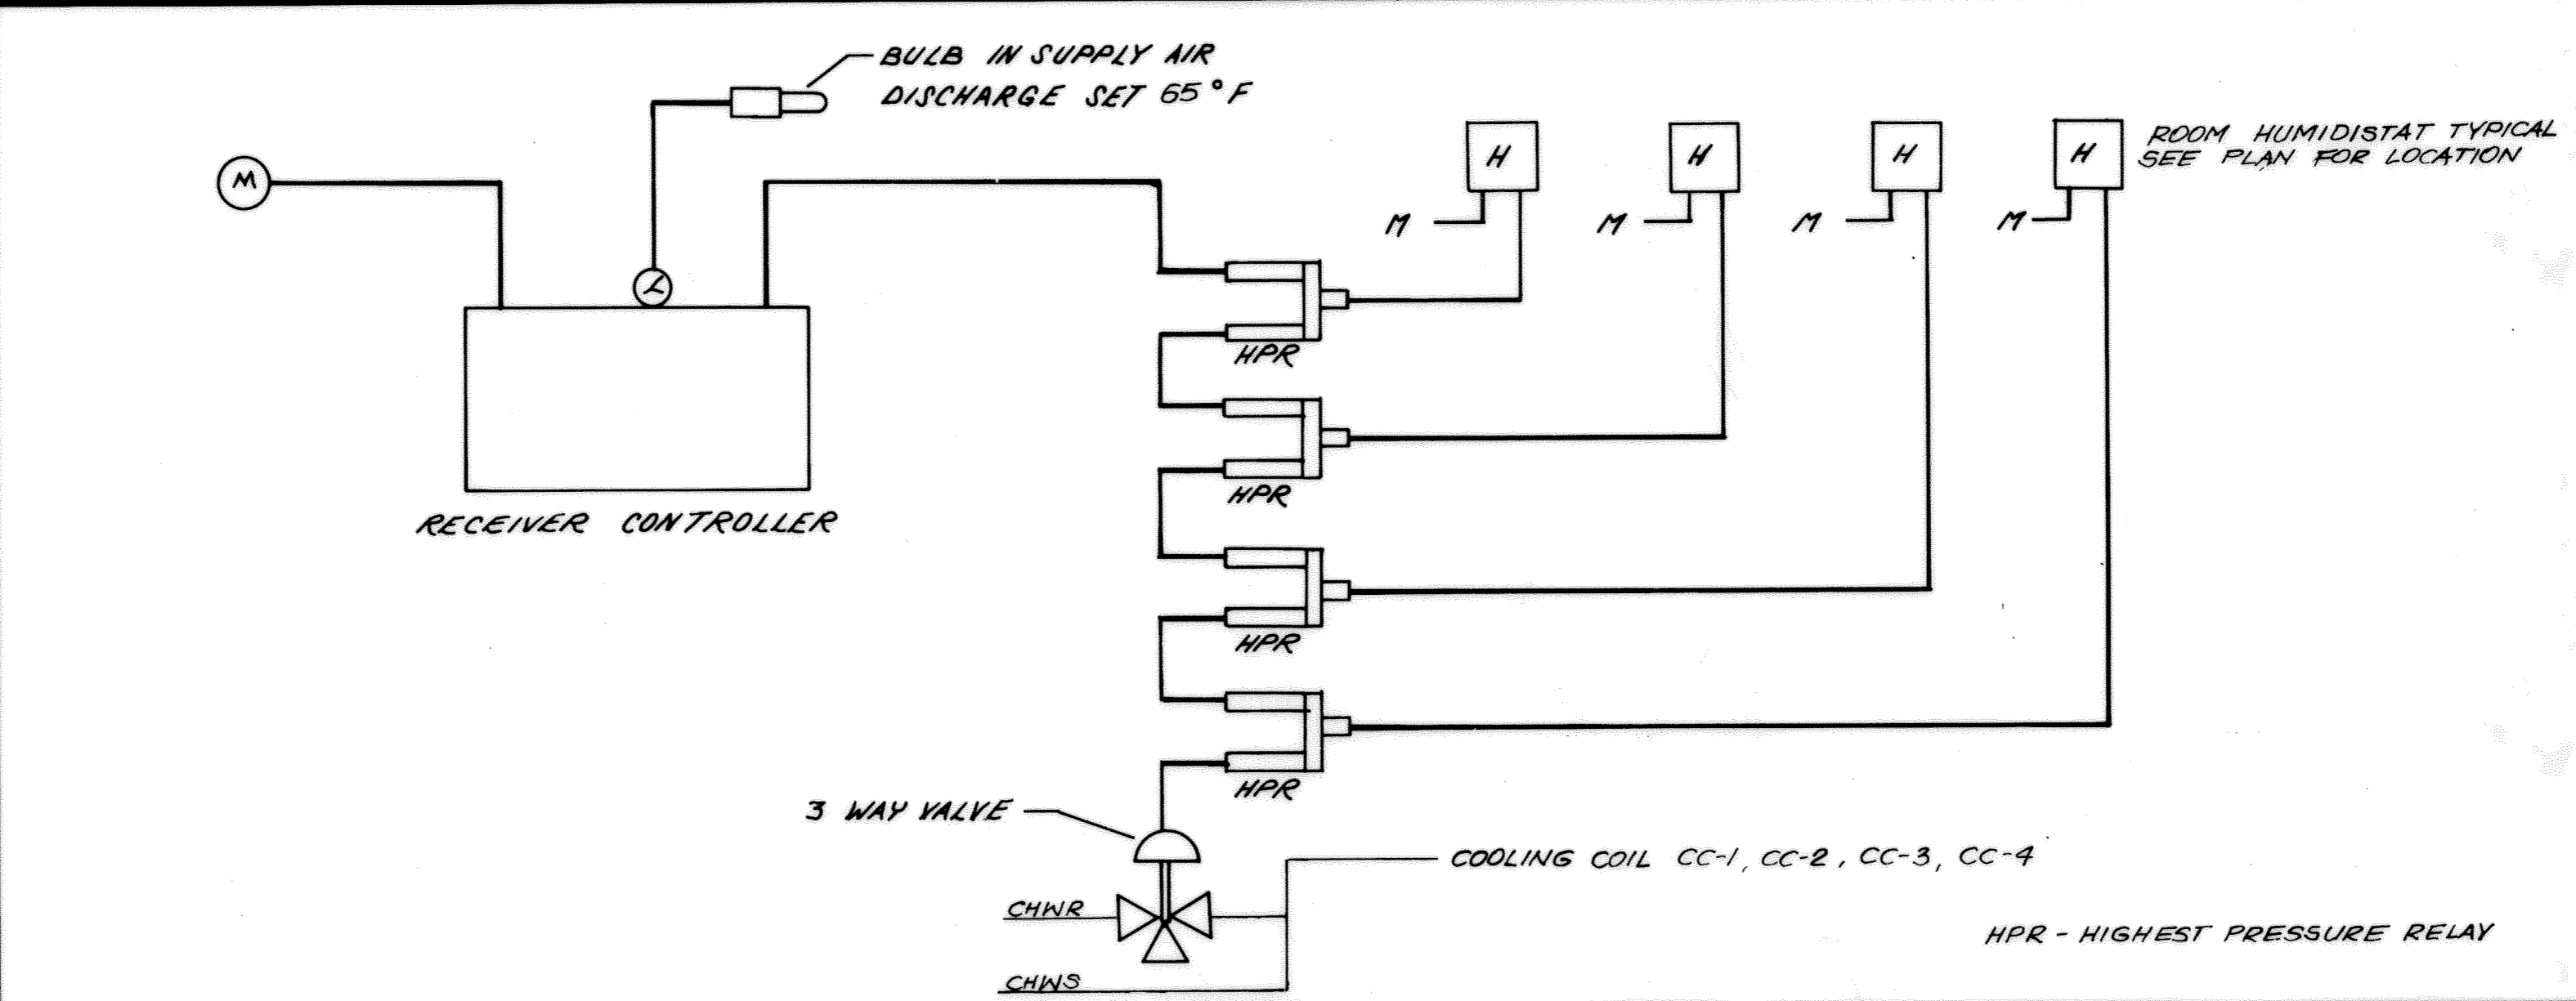 BULB IN SUPPLY AIR
DISCHARGE SET 65°F
M
H
H
H
H
ROOM HUMIDISTAT TYPICAL
SEE PLAN FOR LOCATION
M
M
M
M
L
HPR
HPR
RECEIVER CONTROLLER
HPR
HPR
3 WAY VALVE
COOLING COIL CC-1, CC-2, CC-3, CC-4
CHWR
HPR - HIGHEST PRESSURE RELAY
CHWS